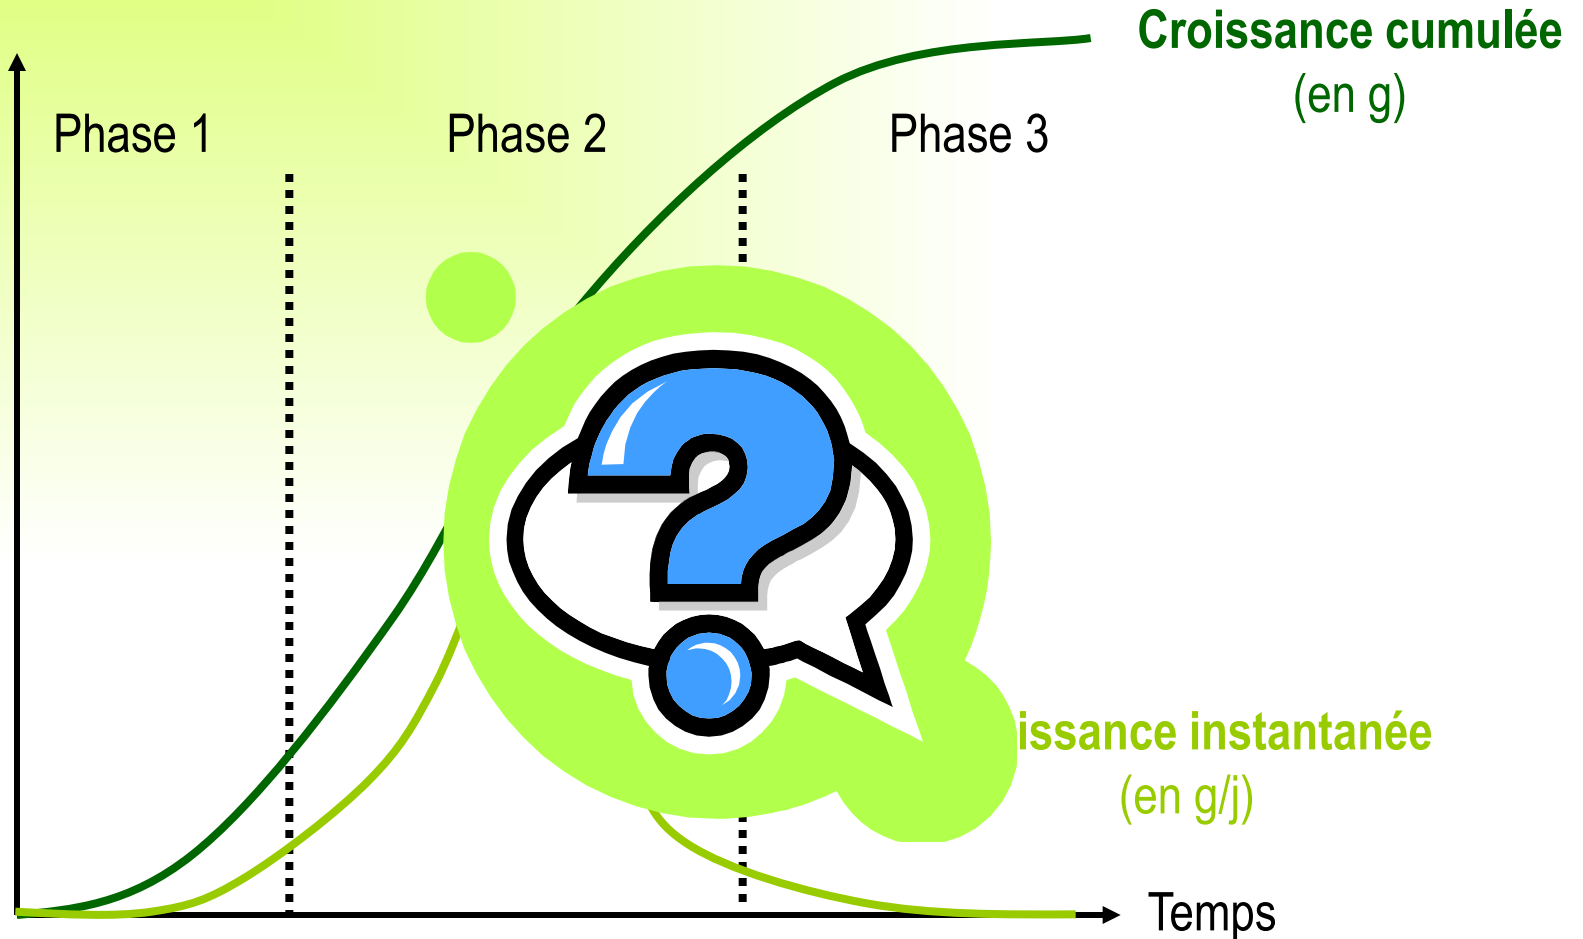 Croissance cumulée
(en g)
Phase 1
Phase 2
Phase 3
?
issance instantanée
(en g/j)
Temps